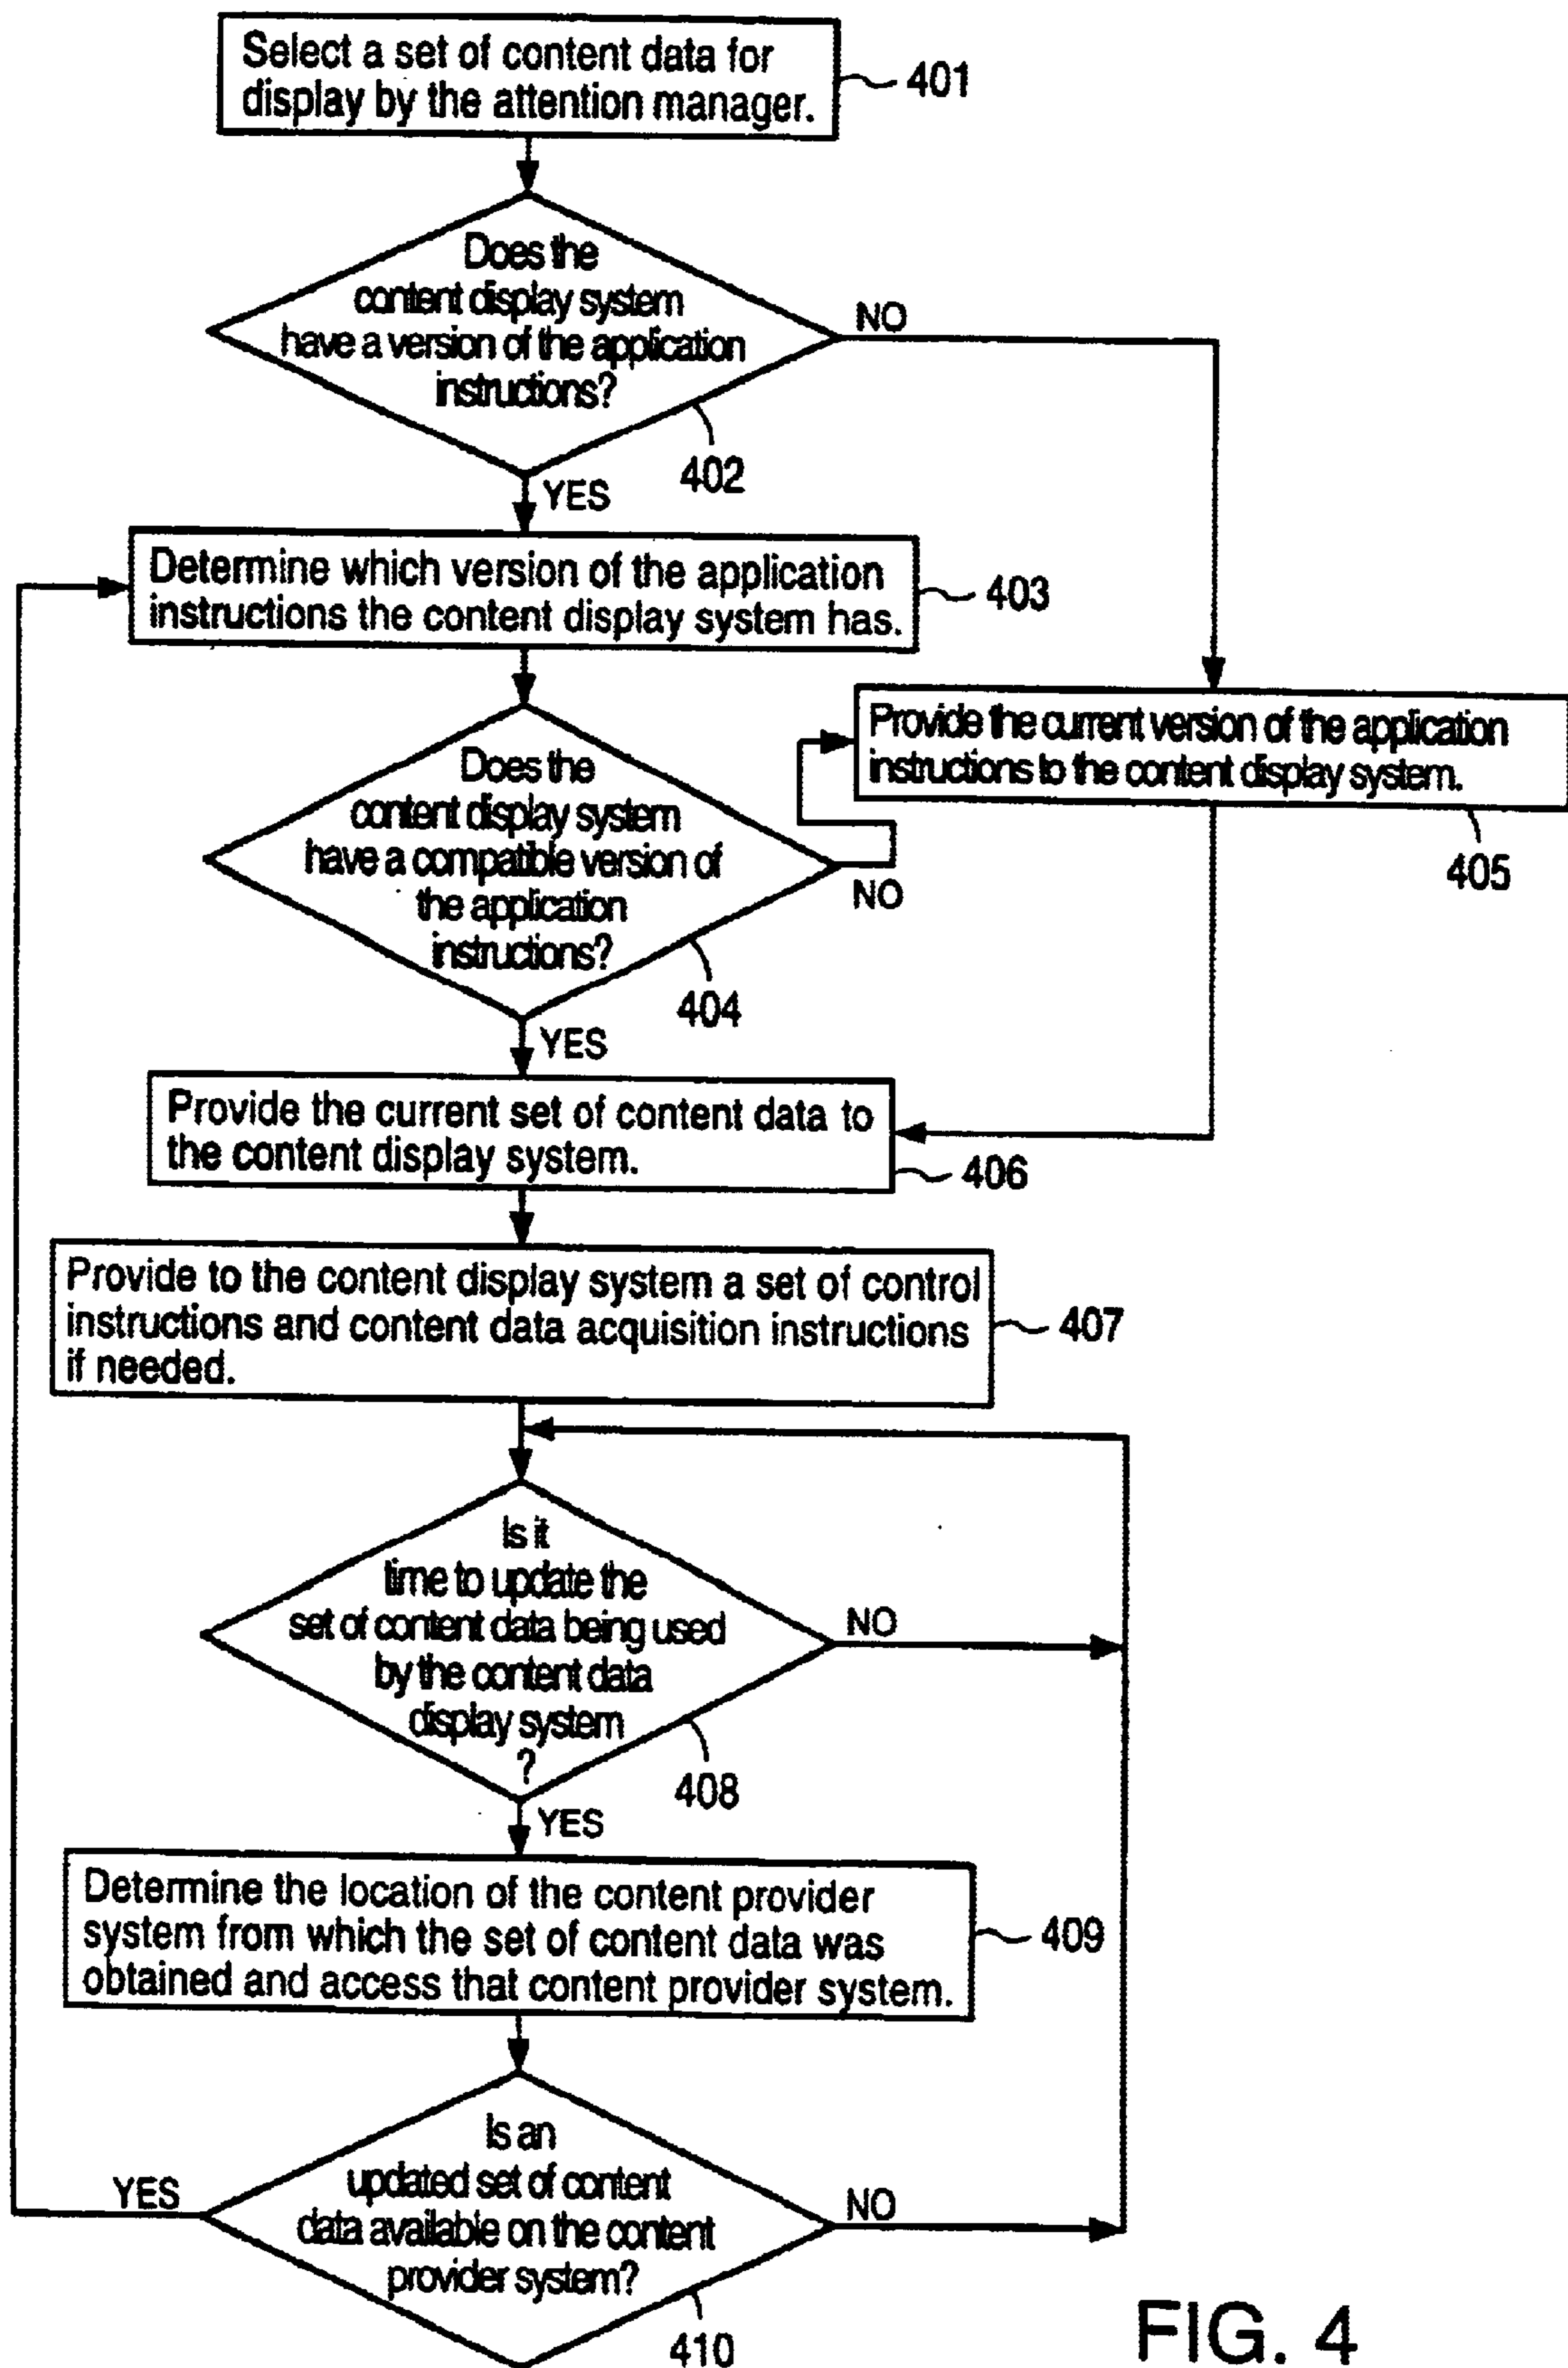 Select a set of content data for
display by the attention manager.
401
Does the
content display system
have a version of the application
instructions?
NO
402
YES
Determine which version of the application
instructions the content display system has.
403
Provide the current version of the application
instructions to the content display system.
405
Does the
content display system
have a compatible version of
the application
instructions?
NO
404
YES
Provide the current set of content data to
the content display system.
406
Provide to the content display system a set of control
instructions and content data acquisition instructions
if needed.
407
Is it
time to update the
set of content data being used
by the content data
display system
?
NO
408
YES
Determine the location of the content provider
system from which the set of content data was
obtained and access that content provider system.
409
Is an
updated set of content
data available on the content
provider system?
YES
NO
410
FIG. 4